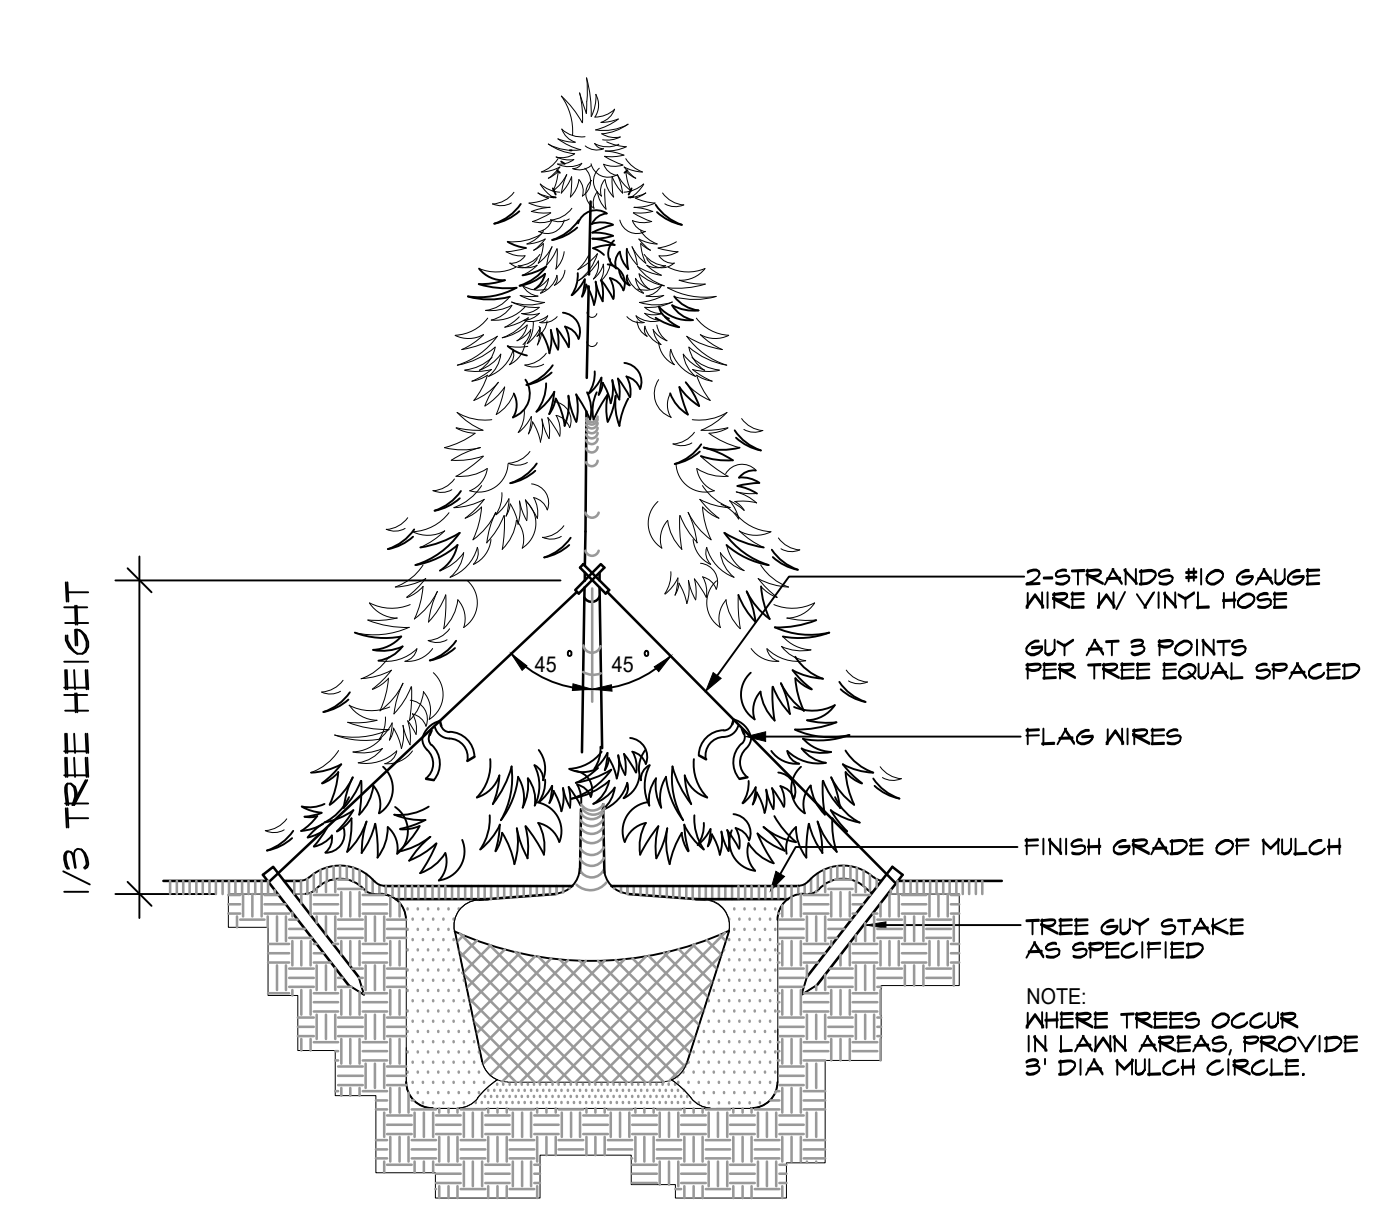 2-STRANDS #10 GAUGE
WIRE W/ VINYL HOSE
GUY AT 3 POINTS
PER TREE EQUAL SPACED
45°
45°
1/3 TREE HEIGHT
FLAG WIRES
FINISH GRADE OF MULCH
TREE GUY STAKE
AS SPECIFIED
NOTE:
WHERE TREES OCCUR
IN LAWN AREAS, PROVIDE
3' DIA MULCH CIRCLE.